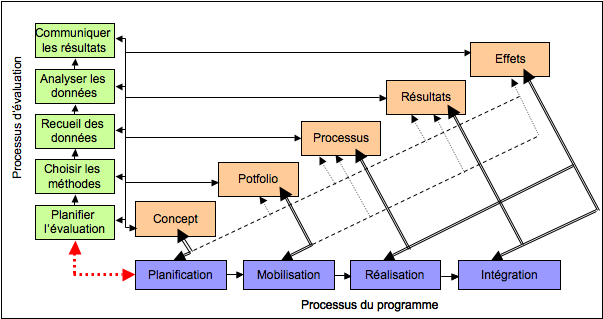 Processus d'évaluation
Communiquer
les résultats
Analyser les
données
Recueil des
données
Choisir les
méthodes
Planifier
l'évaluation
Effets
Résultats
Processus
Potfolio
Concept
Planification
Mobilisation
Réalisation
Intégration
Processus du programme